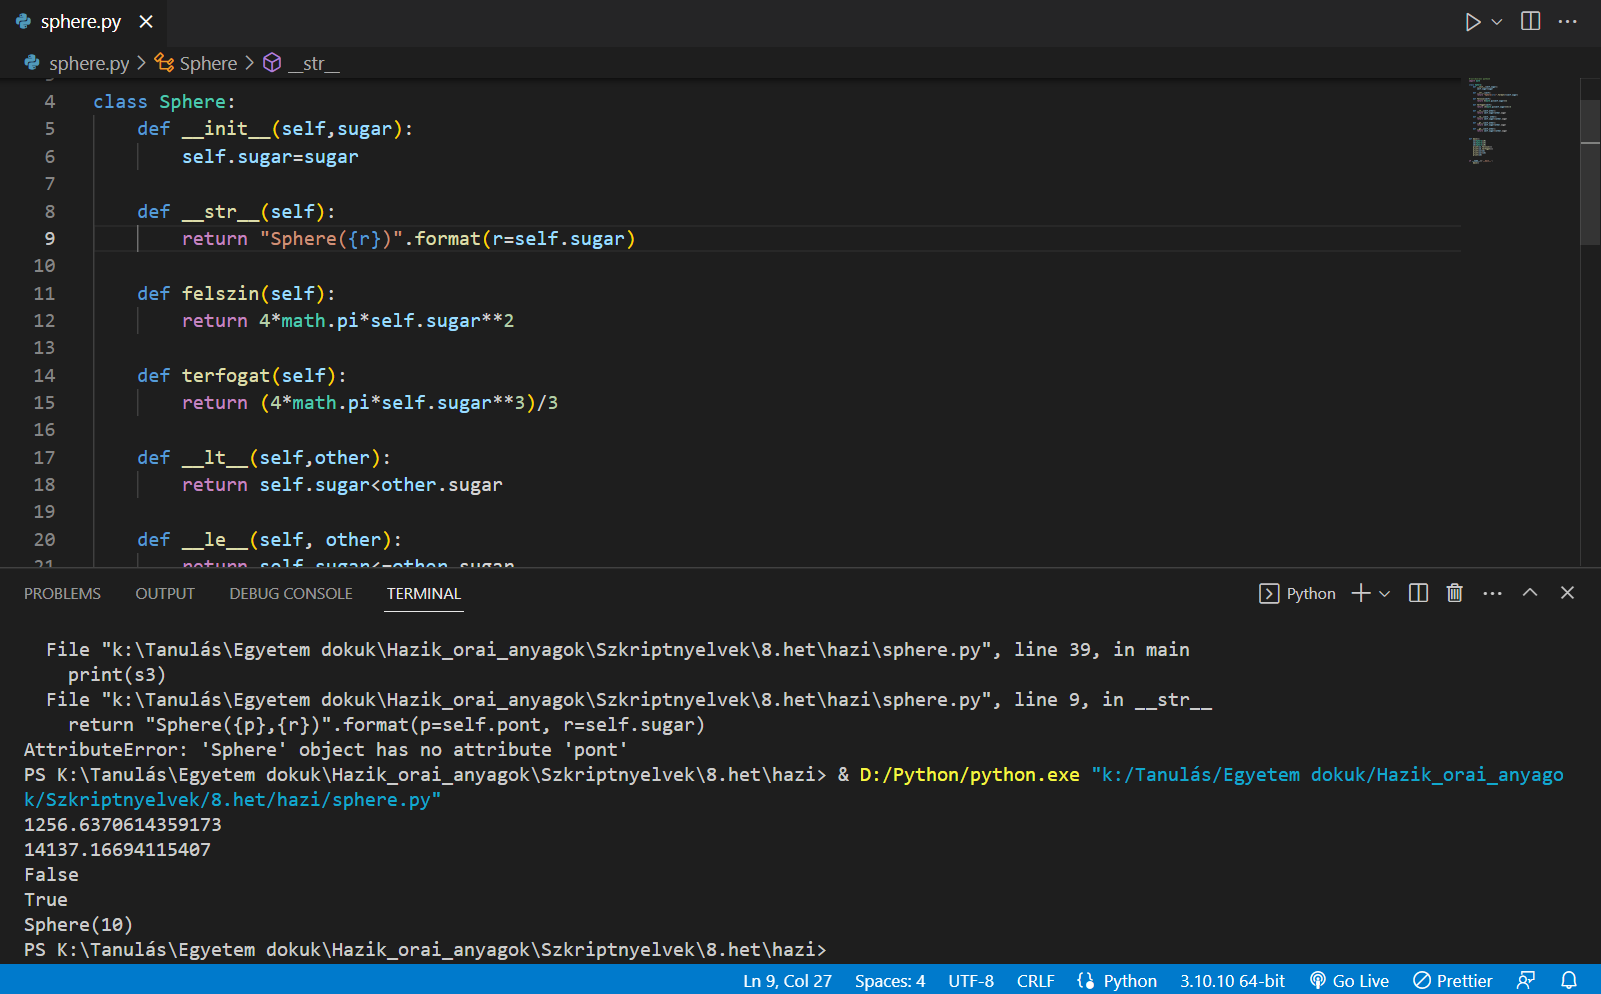 sphere.py
sphere.py > Sphere > __str__
4 class Sphere:
5 def __init__(self,sugar):
6 self.sugar=sugar
7
8 def __str__(self):
9 return "Sphere({r})".format(r=self.sugar)
10
11 def felszin(self):
12 return 4*math.pi*self.sugar**2
13
14 def terfogat(self):
15 return (4*math.pi*self.sugar**3)/3
16
17 def __lt__(self,other):
18 return self.sugar<other.sugar
19
20 def __le__(self, other):
21 return self.sugar<=other.sugar
PROBLEMS OUTPUT DEBUG CONSOLE TERMINAL Python
File "k:\Tanulás\Egyetem dokuk\Hazik_orai_anyagok\Szkriptnyelvek\8.het\hazi\sphere.py", line 39, in main
print(s3)
File "k:\Tanulás\Egyetem dokuk\Hazik_orai_anyagok\Szkriptnyelvek\8.het\hazi\sphere.py", line 9, in __str__
return "Sphere({p},{r})".format(p=self.pont, r=self.sugar)
AttributeError: 'Sphere' object has no attribute 'pont'
PS K:\Tanulás\Egyetem dokuk\Hazik_orai_anyagok\Szkriptnyelvek\8.het\hazi> & D:/Python/python.exe "k:/Tanulás/Egyetem dokuk/Hazik_orai_anyago
k/Szkriptnyelvek/8.het/hazi/sphere.py"
1256.6370614359173
14137.16694115407
False
True
Sphere(10)
PS K:\Tanulás\Egyetem dokuk\Hazik_orai_anyagok\Szkriptnyelvek\8.het\hazi>
Ln 9, Col 27 Spaces: 4 UTF-8 CRLF Python 3.10.10 64-bit Go Live Prettier